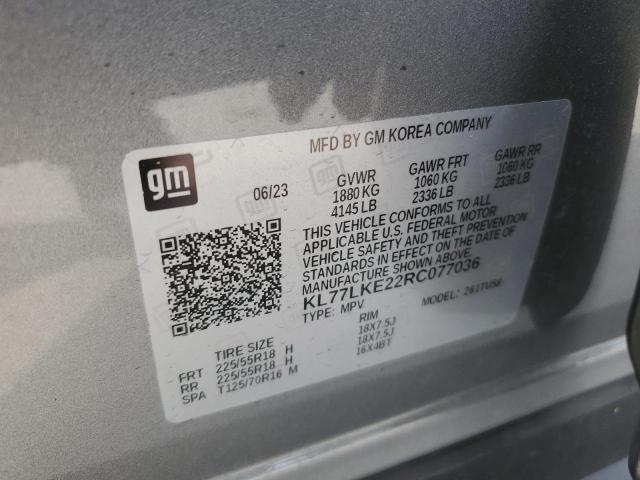 MFD BY GM KOREA COMPANY
gm
06/23
GVWR GAWR FRT GAWR RR
1880 KG 1060 KG 1060 KG
4145 LB 2336 LB 2336 LB
THIS VEHICLE CONFORMS TO ALL
APPLICABLE U.S. FEDERAL MOTOR
VEHICLE SAFETY AND THEFT PREVENTION
STANDARDS IN EFFECT ON THE DATE OF
MANUFACTURE SHOWN ABOVE.
KL77LKE22RC077036
TYPE: MPV MODEL: 261TU58
TIRE SIZE RIM
FRT 225/55R18 H 18X7.5J
RR 225/55R18 H 18X7.5J
SPA T125/70R16 M 16X4BT